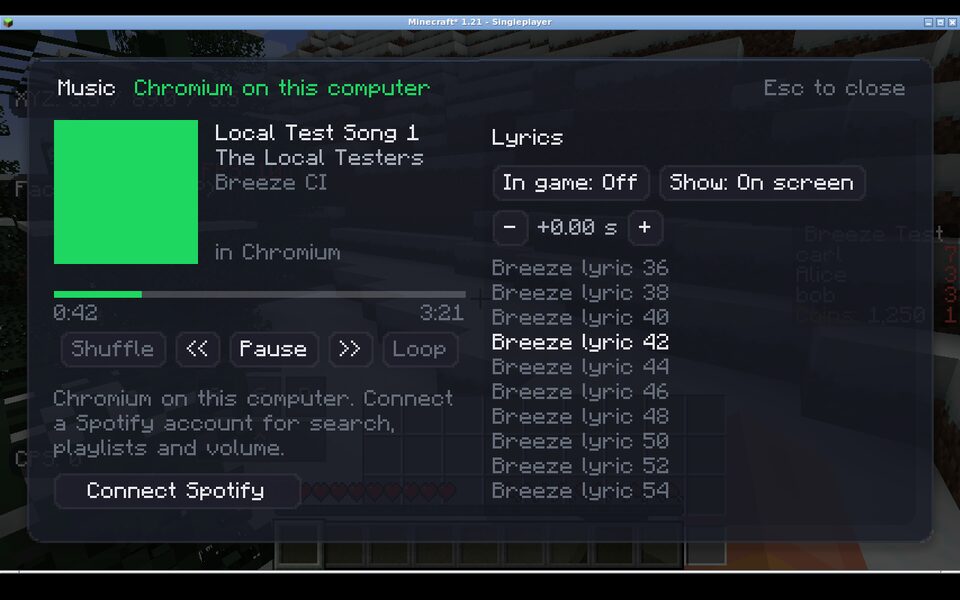 Minecraft* 1.21 - Singleplayer
Music Chromium on this computer
Esc to close
Local Test Song 1
The Local Testers
Breeze CI
in Chromium
0:42 3:21
Shuffle << Pause >> Loop
Chromium on this computer. Connect
a Spotify account for search,
playlists and volume.
Connect Spotify
Lyrics
In game: Off Show: On screen
- +0.00 s +
Breeze lyric 36
Breeze lyric 38
Breeze lyric 40
Breeze lyric 42
Breeze lyric 44
Breeze lyric 46
Breeze lyric 48
Breeze lyric 50
Breeze lyric 52
Breeze lyric 54
Breeze Test
carl 7
Alice 3
bob 3
Coins: 1,250 1